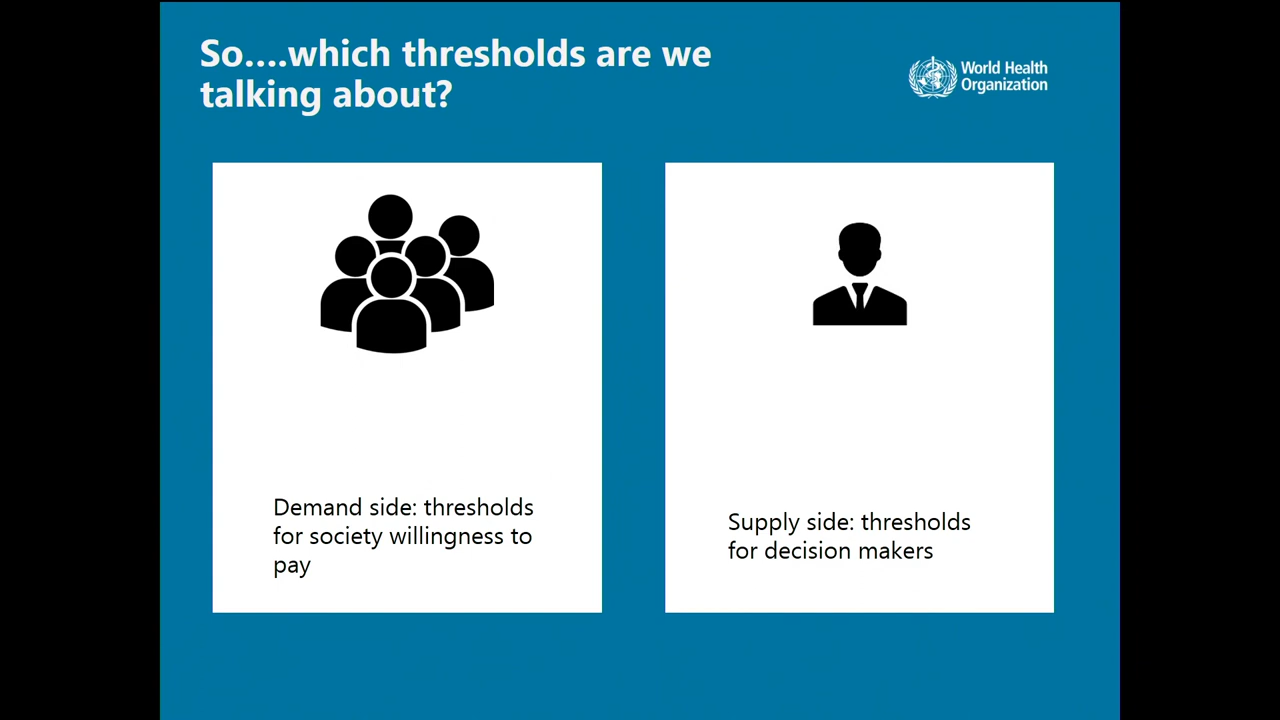 So....which thresholds are we
talking about?
World Health
Organization
Demand side: thresholds
for society willingness to
pay
Supply side: thresholds
for decision makers